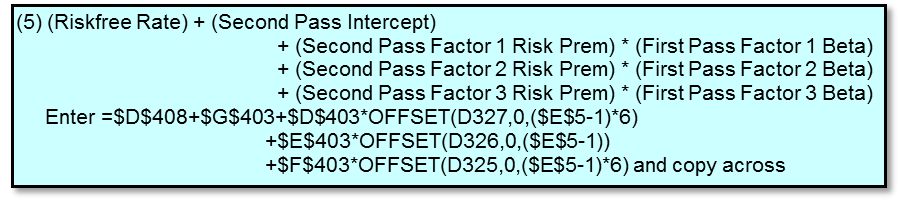 (5) (Riskfree Rate) + (Second Pass Intercept)
+ (Second Pass Factor 1 Risk Prem) * (First Pass Factor 1 Beta)
+ (Second Pass Factor 2 Risk Prem) * (First Pass Factor 2 Beta)
+ (Second Pass Factor 3 Risk Prem) * (First Pass Factor 3 Beta)
Enter =$D$408+$G$403+$D$403*OFFSET(D327,0,($E$5-1)*6)
+$E$403*OFFSET(D326,0,($E$5-1))
+$F$403*OFFSET(D325,0,($E$5-1)*6) and copy across